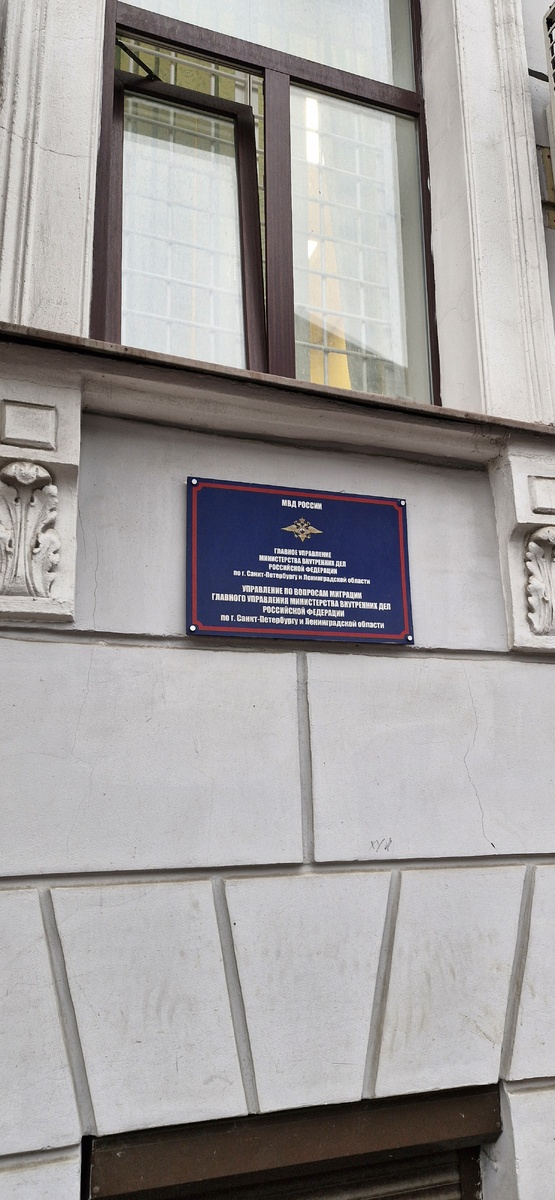 МВД РОССИИ
ГЛАВНОЕ УПРАВЛЕНИЕ
МИНИСТЕРСТВА ВНУТРЕННИХ ДЕЛ
РОССИЙСКОЙ ФЕДЕРАЦИИ
по г. Санкт-Петербургу и Ленинградской области
УПРАВЛЕНИЕ ПО ВОПРОСАМ МИГРАЦИИ
ГЛАВНОГО УПРАВЛЕНИЯ МИНИСТЕРСТВА ВНУТРЕННИХ ДЕЛ
РОССИЙСКОЙ ФЕДЕРАЦИИ
по г. Санкт-Петербургу и Ленинградской области
хуй